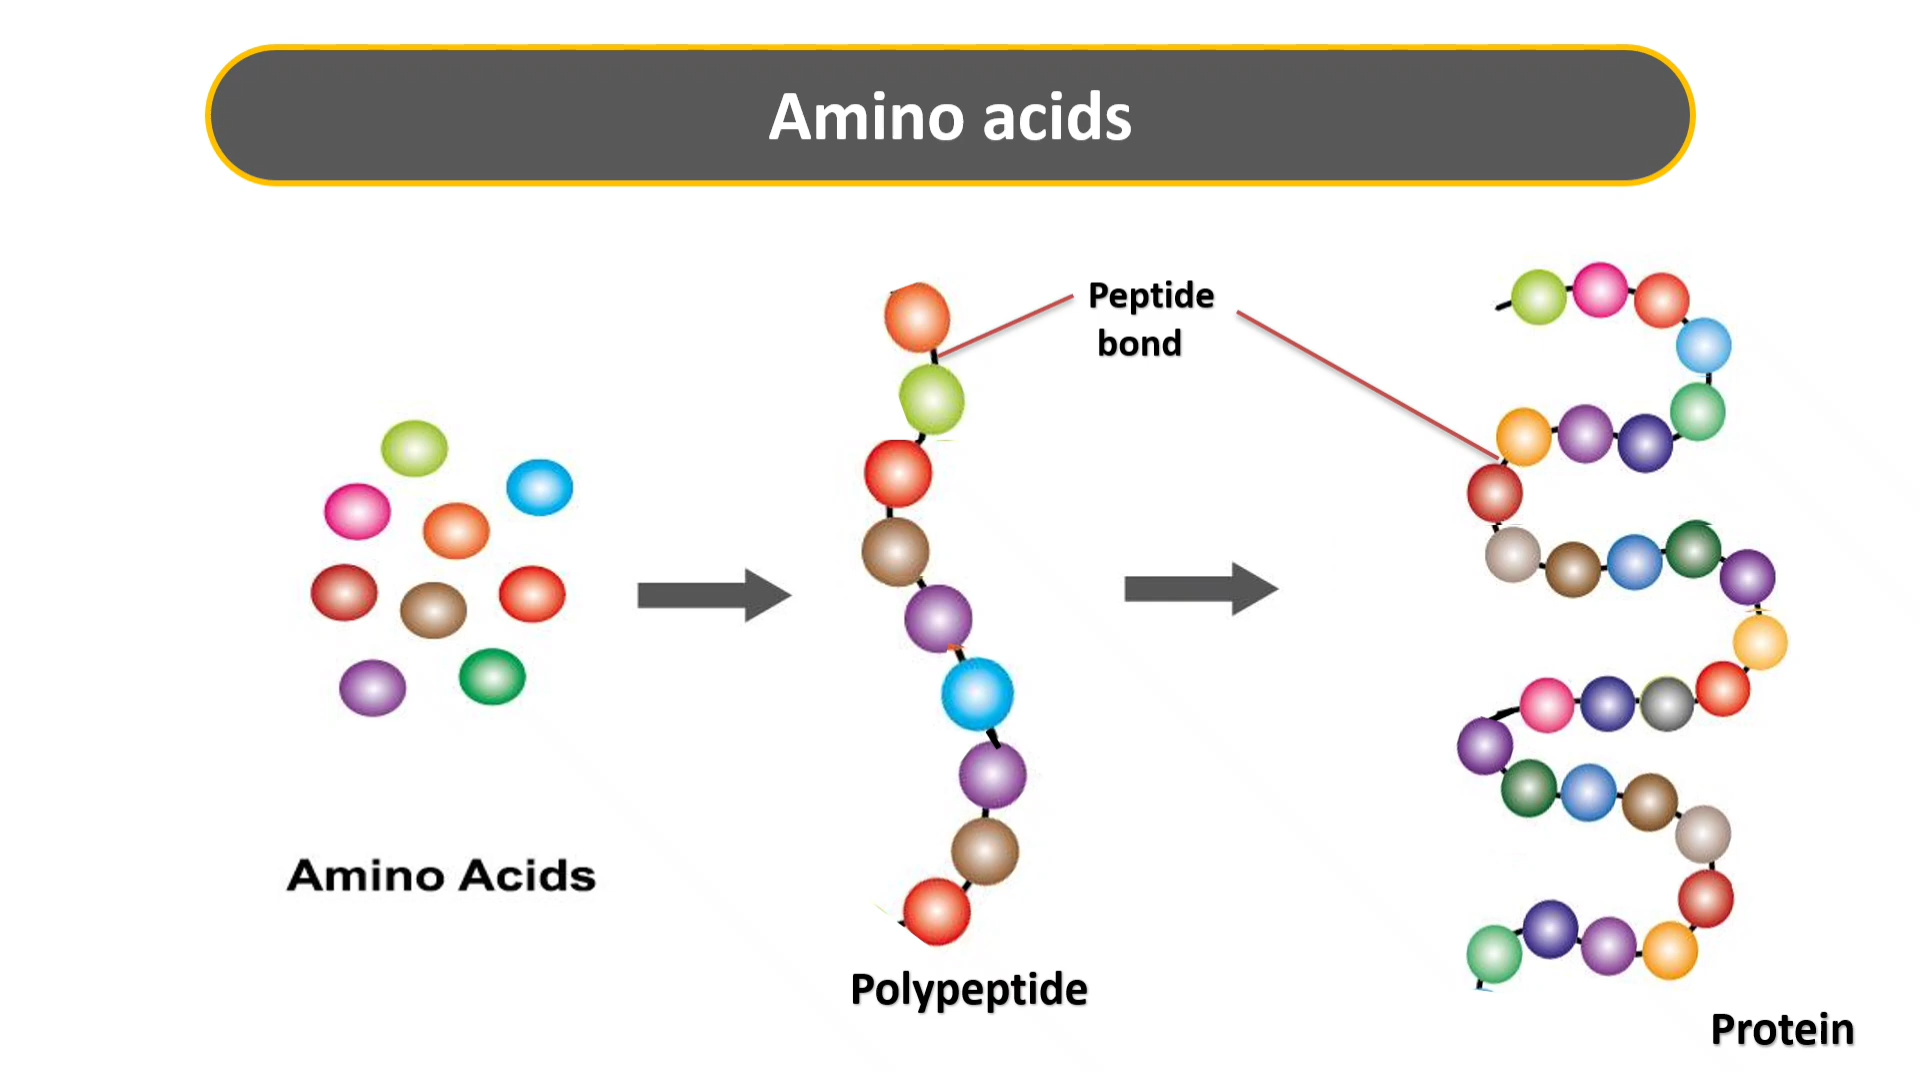 Amino acids
Peptide
bond
Amino Acids
Polypeptide
Protein